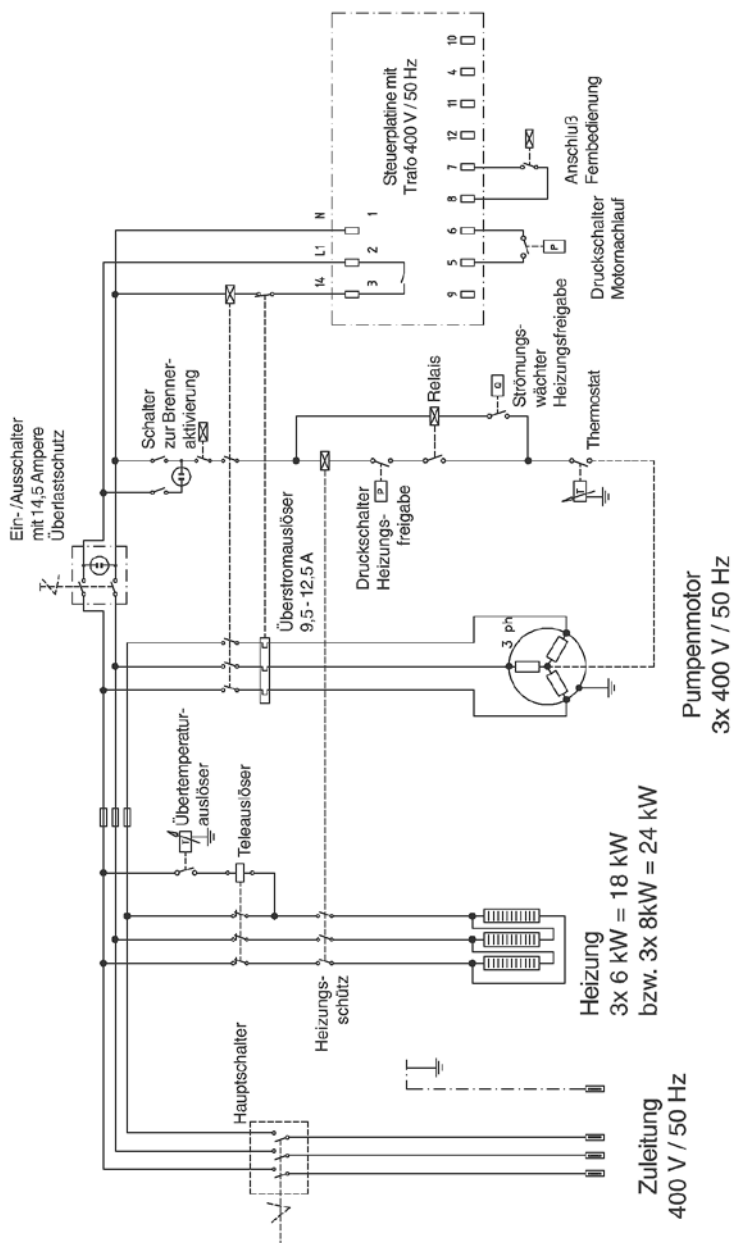 Ein-/Ausschalter
mit 14,5 Ampere
Überlastschutz
Schalter
zur Brenner-
aktivierung
14
L1
N
3
2
1
Steuerplatine mit
Trafo 400 V / 50 Hz
9
5
6
8
7
12
11
4
10
P
Druckschalter
Motornachlauf
Anschluß
Fernbedienung
Hauptschalter
T
Übertemperatur-
auslöser
Teleauslöser
Heizungs-
schütz
Überstromauslöser
9,5 - 12,5 A
P
Druckschalter
Heizungs-
freigabe
Relais
Q
Strömungs-
wächter
Heizungsfreigabe
T
Thermostat
3 ph
Zuleitung
400 V / 50 Hz
Heizung
3x 6 kW = 18 kW
bzw. 3x 8kW = 24 kW
Pumpenmotor
3x 400 V / 50 Hz